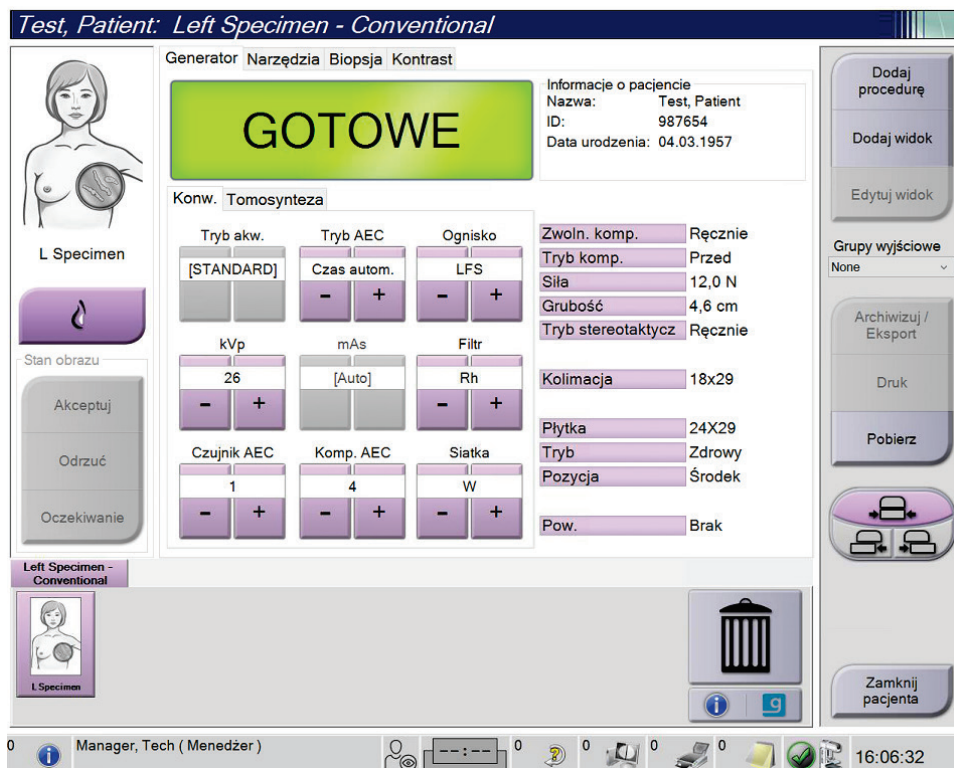 Test, Patient: Left Specimen - Conventional
L Specimen
Stan obrazu
Akceptuj
Odrzuć
Oczekiwanie
Generator Narzędzia Biopsja Kontrast
GOTOWE
Informacje o pacjencie
Nazwa: Test, Patient
ID: 987654
Data urodzenia: 04.03.1957
Konw. Tomosynteza
Tryb akw. Tryb AEC Ognisko
[STANDARD] Czas autom. LFS
- + - +
kVp mAs Filtr
26 [Auto] Rh
- + - +
Czujnik AEC Komp. AEC Siatka
1 4 W
- + - + - +
Zwoln. komp. Ręcznie
Tryb komp. Przed
Siła 12,0 N
Grubość 4,6 cm
Tryb stereotaktycz Ręcznie
Kolimacja 18x29
Płytka 24X29
Tryb Zdrowy
Pozycja Środek
Pow. Brak
Dodaj
procedurę
Dodaj widok
Edytuj widok
Grupy wyjściowe
None
Archiwizuj /
Eksport
Druk
Pobierz
Zamknij
pacjenta
Left Specimen -
Conventional
L Specimen
0 Manager, Tech ( Menedżer ) --:-- 0 0 0 0 16:06:32